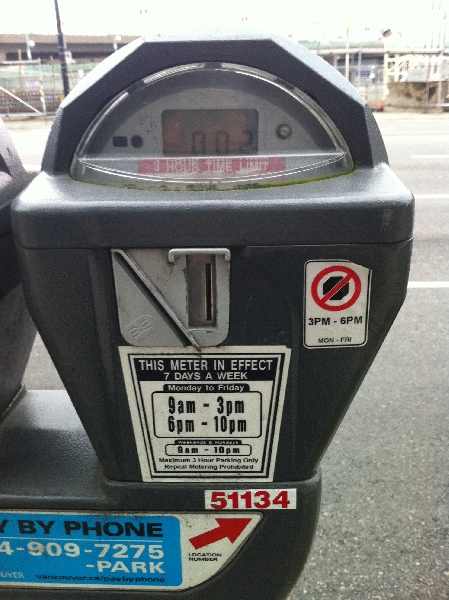 002
3 HOUR TIME LIMIT
3PM - 6PM
MON - FRI
THIS METER IN EFFECT
7 DAYS A WEEK
Monday to Friday
9am - 3pm
6pm - 10pm
Weekends & Holidays
9am - 10pm
Maximum 3 Hour Parking Only
Repeat Metering Prohibited
51134
Y BY PHONE
4-909-7275
-PARK
UVER
vancouver.ca/paybyphone
LOCATION
NUMBER